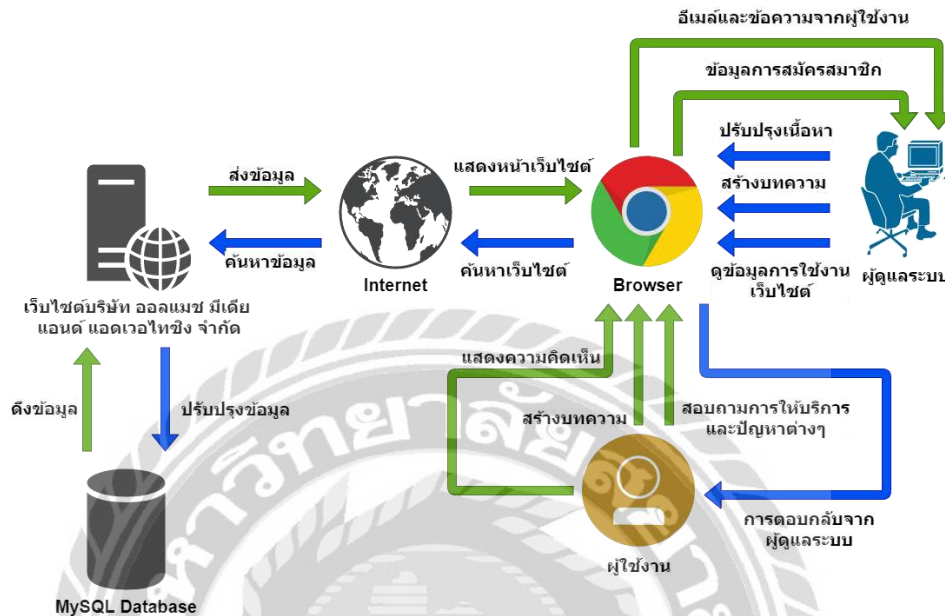 อีเมล์และข้อความจากผู้ใช้งาน
ข้อมูลการสมัครสมาชิก
ปรับปรุงเนื้อหา
ส่งข้อมูล
แสดงหน้าเว็บไซต์
สร้างบทความ
ค้นหาข้อมูล
ค้นหาเว็บไซต์
ดูข้อมูลการใช้งาน
เว็บไซต์
ผู้ดูแลระบบ
Internet
Browser
เว็บไซต์บริษัท ออลแมช มีเดีย
แอนด์ แอดเวอไทซิง จำกัด
แสดงความคิดเห็น
ดึงข้อมูล
ปรับปรุงข้อมูล
สร้างบทความ
สอบถามการให้บริการ
และปัญหาต่างๆ
การตอบกลับจาก
ผู้ดูแลระบบ
ผู้ใช้งาน
MySQL Database